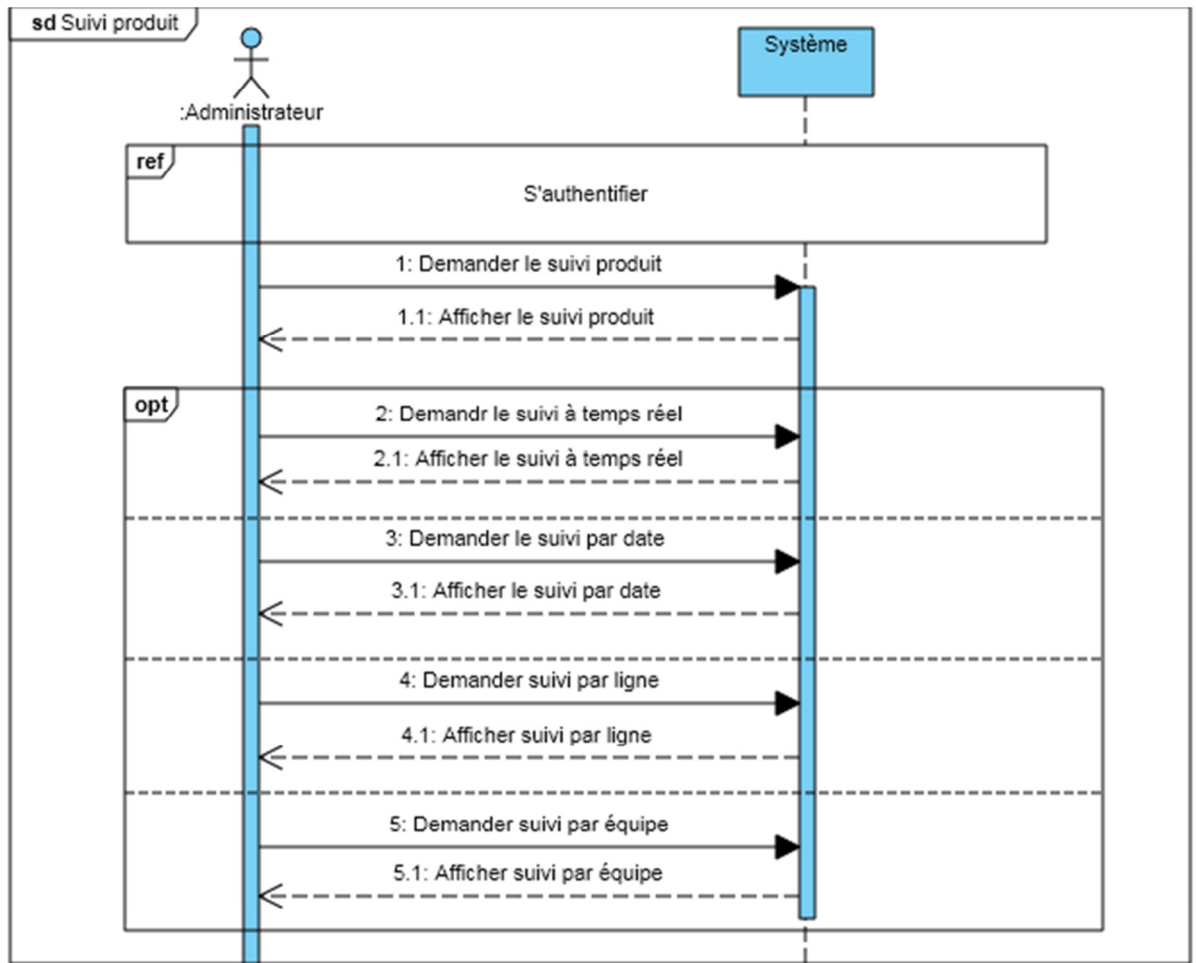 sd Suivi produit
Système
:Administrateur
ref
S'authentifier
1: Demander le suivi produit
1.1: Afficher le suivi produit
opt
2: Demandr le suivi à temps réel
2.1: Afficher le suivi à temps réel
3: Demander le suivi par date
3.1: Afficher le suivi par date
4: Demander suivi par ligne
4.1: Afficher suivi par ligne
5: Demander suivi par équipe
5.1: Afficher suivi par équipe